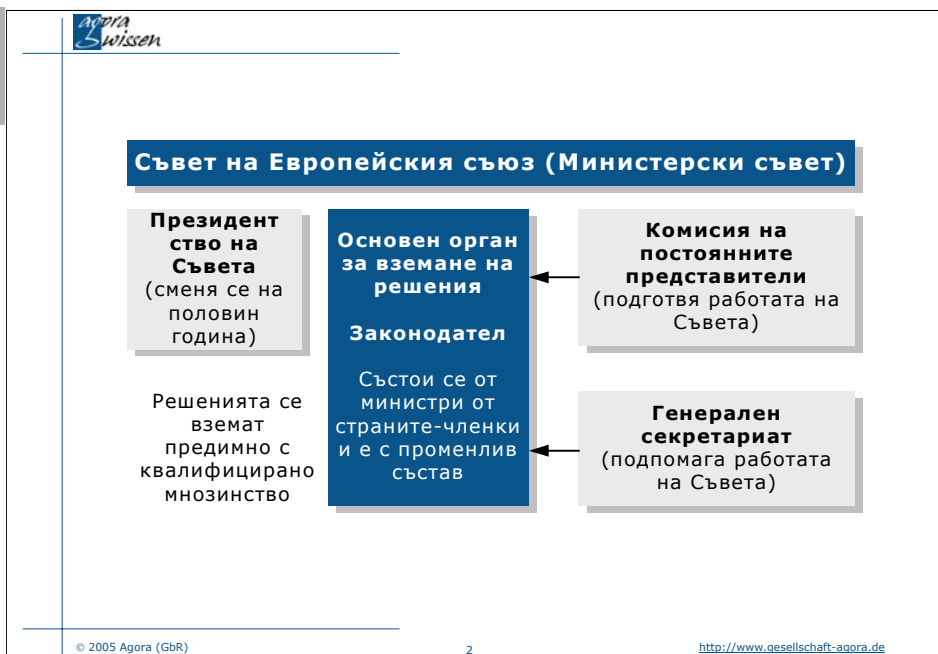 agora
wissen
Съвет на Европейския съюз (Министерски съвет)
Президент
ство на
Съвета
(сменя се на
половин
година)
Решенията се
вземат
предимно с
квалифицирано
мнозинство
Основен орган
за вземане на
решения
Законодател
Състои се от
министри от
страните-членки
и е с променлив
състав
Комисия на
постоянните
представители
(подготвя работата на
Съвета)
Генерален
секретариат
(подпомага работата
на Съвета)
© 2005 Agora (GbR)
2
http://www.gesellschaft-agora.de